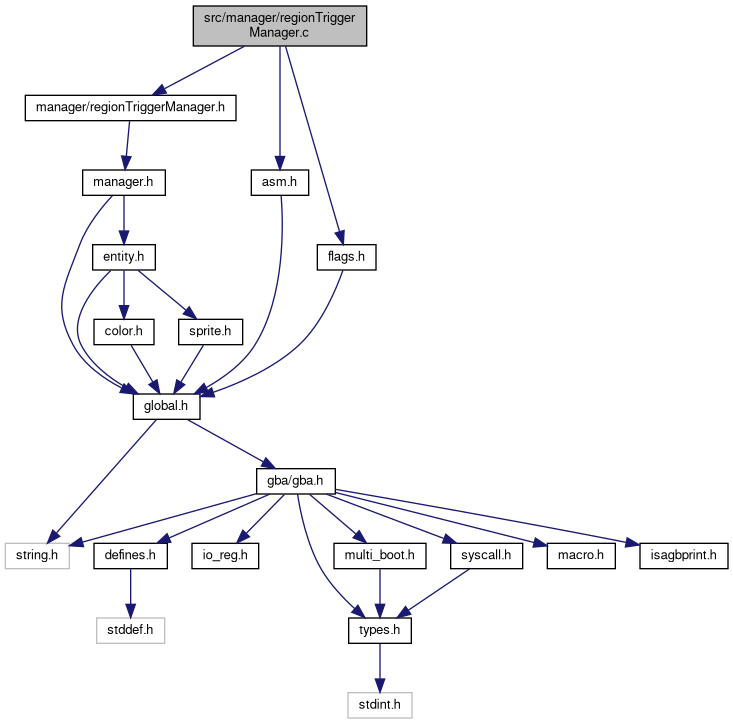 src/manager/regionTrigger
Manager.c
manager/regionTriggerManager.h
manager.h
asm.h
entity.h
flags.h
color.h
sprite.h
global.h
gba/gba.h
string.h
defines.h
io_reg.h
multi_boot.h
syscall.h
macro.h
isagbprint.h
stddef.h
types.h
stdint.h